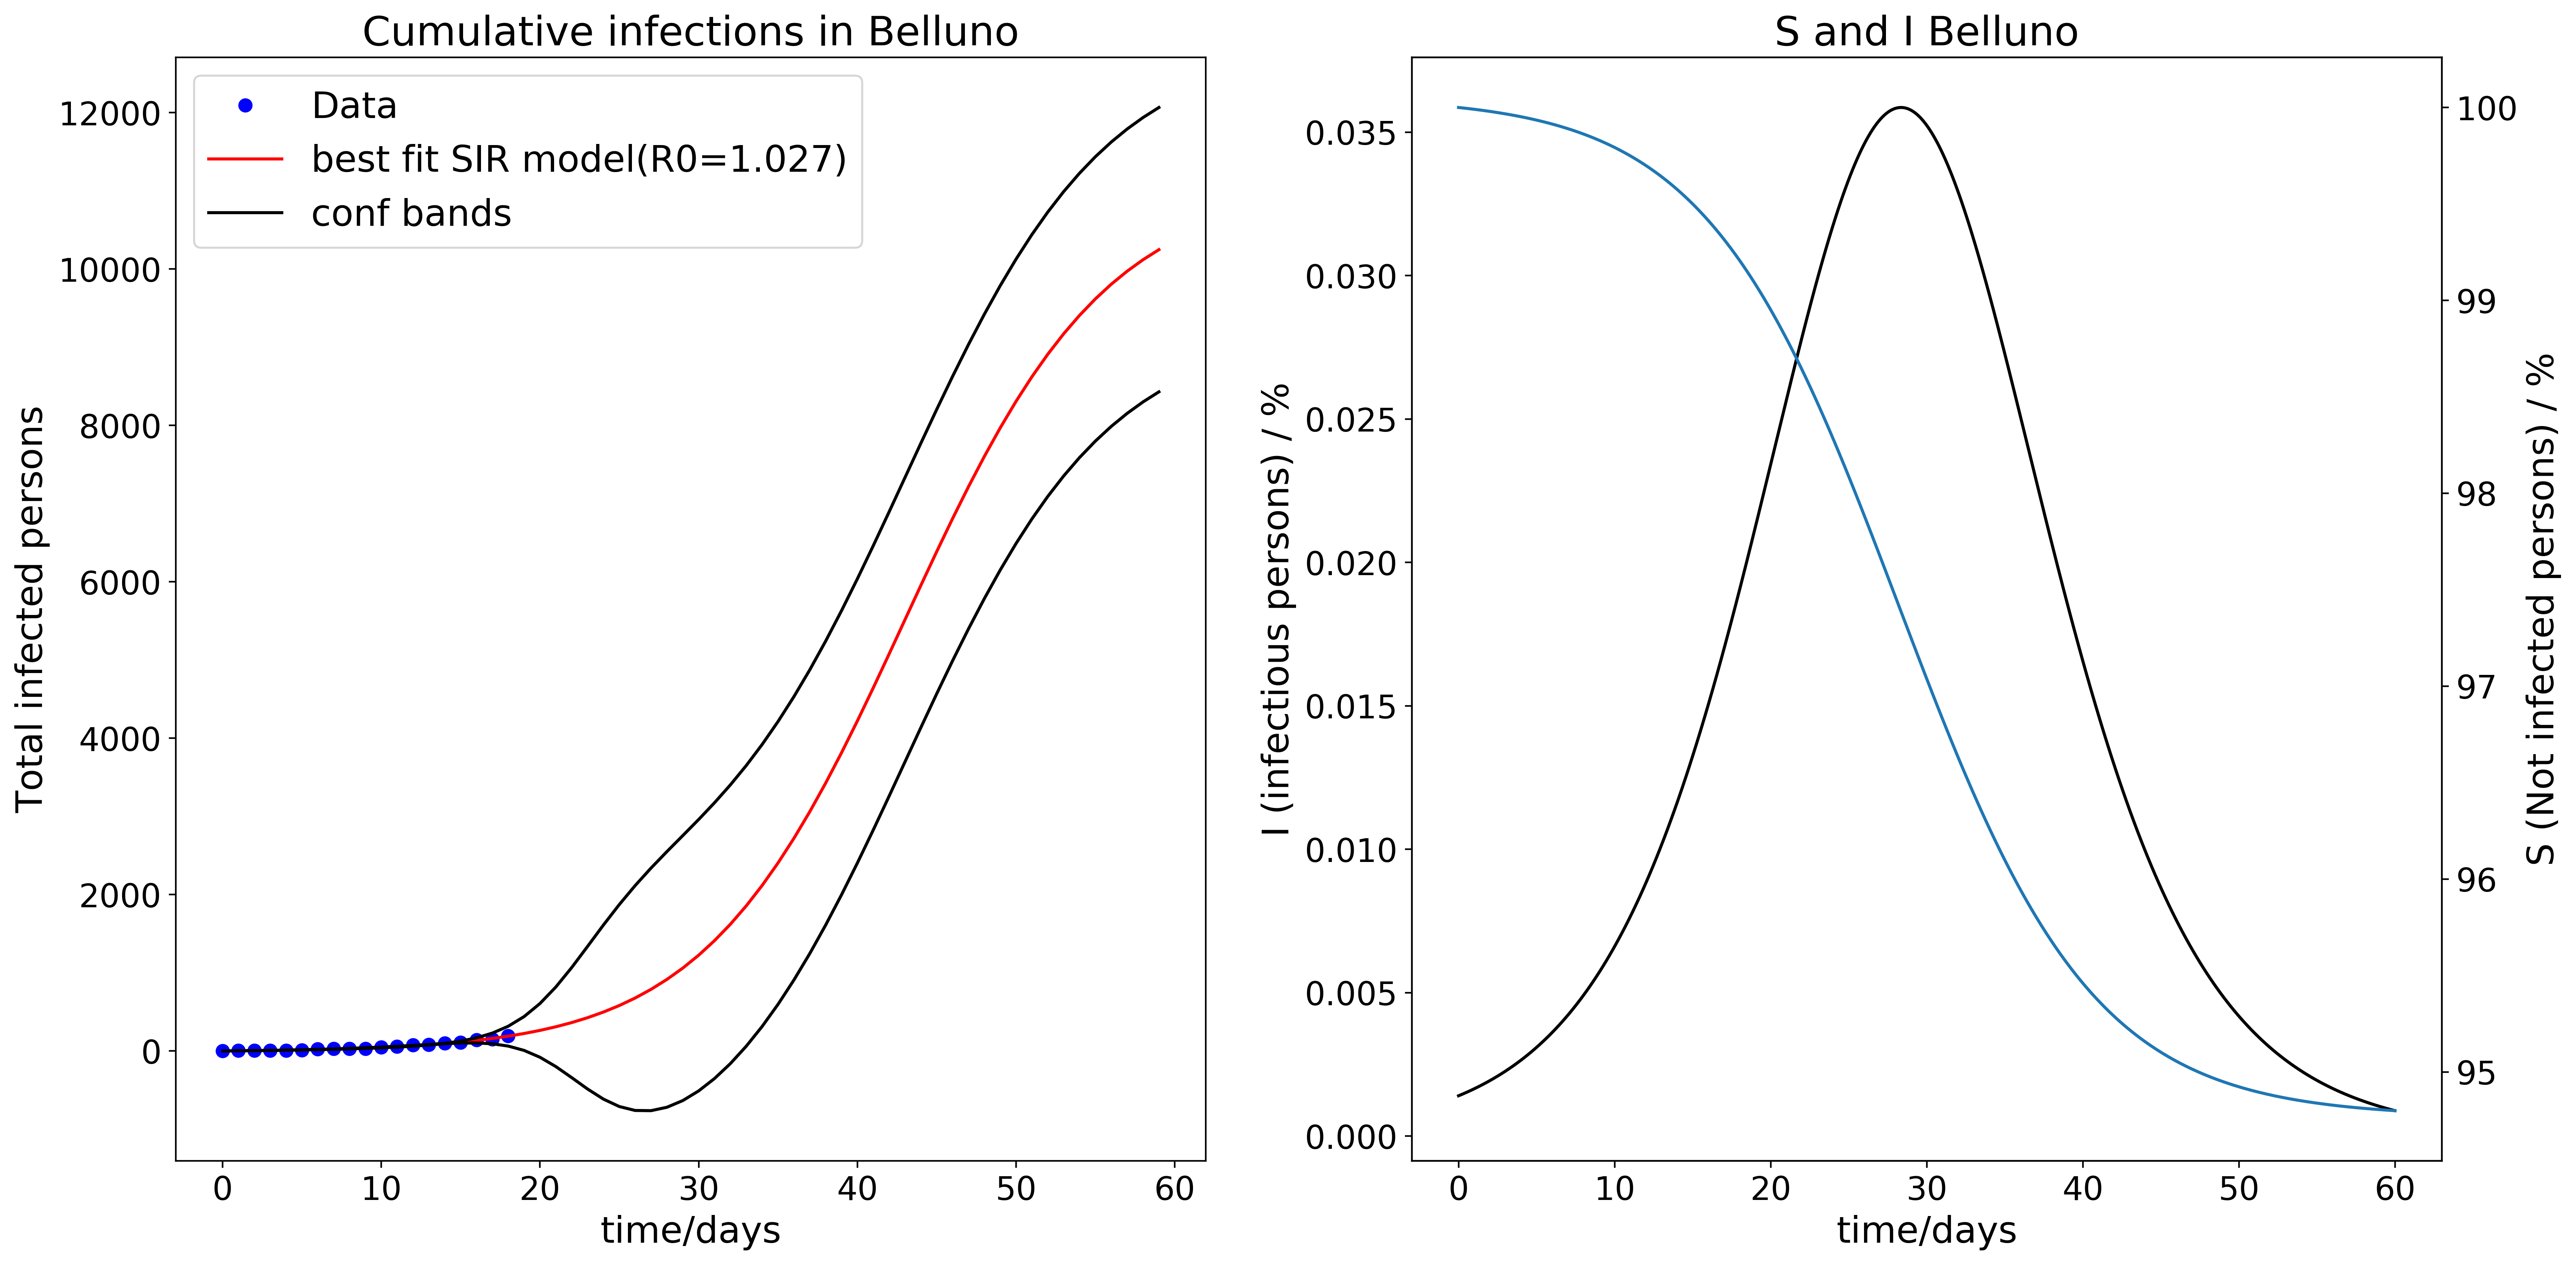 Cumulative infections in Belluno
Data
best fit SIR model(R0=1.027)
conf bands
Total infected persons
12000
10000
8000
6000
4000
2000
0
0 10 20 30 40 50 60
time/days
S and I Belluno
I (infectious persons) / %
0.035
0.030
0.025
0.020
0.015
0.010
0.005
0.000
100
99
98
97
96
95
S (Not infected persons) / %
0 10 20 30 40 50 60
time/days